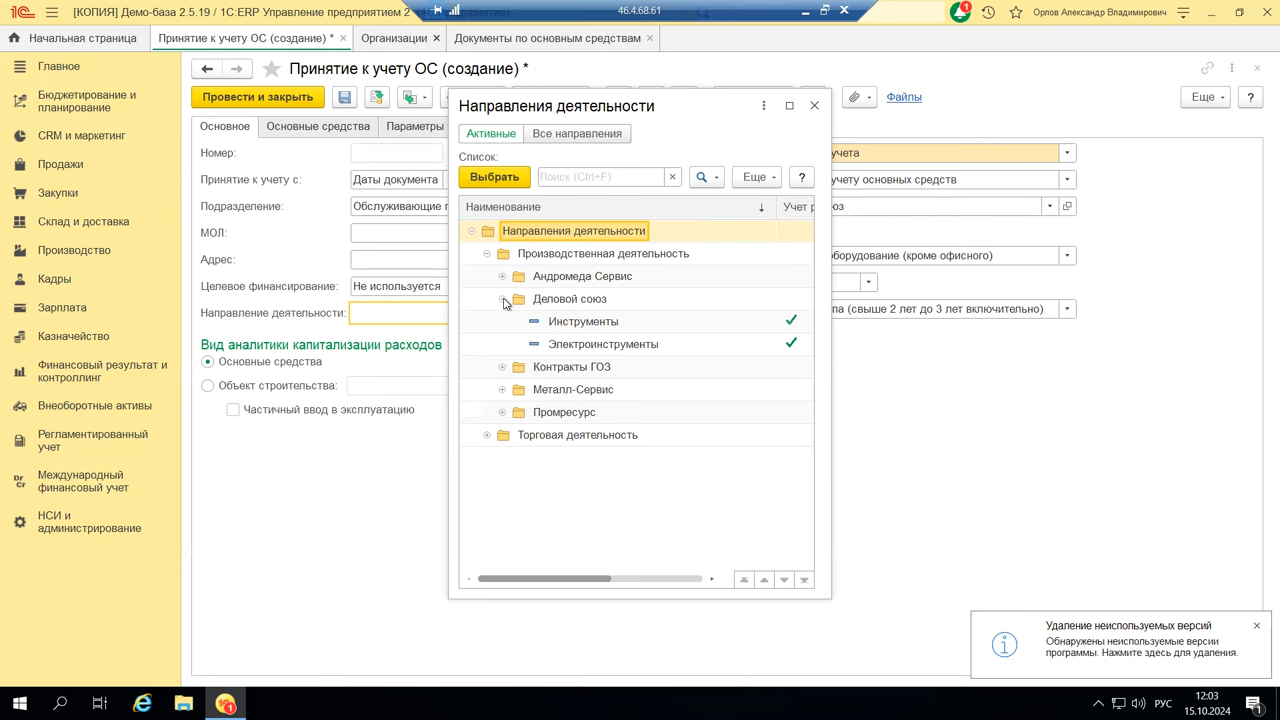 [КОПИЯ] Демо-база 2.5.19 / 1С:ERP Управление предприятием 2
46.4.68.61
Орлов Александр Владимирович
Начальная страница
Принятие к учету ОС (создание) *
Организации
Документы по основным средствам
Главное
Бюджетирование и планирование
CRM и маркетинг
Продажи
Закупки
Склад и доставка
Производство
Кадры
Зарплата
Казначейство
Финансовый результат и контроллинг
Внеоборотные активы
Регламентированный учет
Международный финансовый учет
НСИ и администрирование
Принятие к учету ОС (создание) *
Провести и закрыть
Файлы
Еще
?
Основное
Основные средства
Параметры
Номер:
учета
Принятие к учету с:
Даты документа
учету основных средств
Подразделение:
Обслуживающие
МОЛ:
Адрес:
оборудование (кроме офисного)
Целевое финансирование:
Не используется
Направление деятельности:
(свыше 2 лет до 3 лет включительно)
Вид аналитики капитализации расходов
Основные средства
Объект строительства:
Частичный ввод в эксплуатацию
Направления деятельности
Активные
Все направления
Список:
Выбрать
Поиск (Ctrl+F)
Еще
?
Наименование
Учет
Направления деятельности
Производственная деятельность
Андромеда Сервис
Деловой союз
Инструменты
Электроинструменты
Контракты ГОЗ
Металл-Сервис
Промресурс
Торговая деятельность
Удаление неиспользуемых версий
Обнаружены неиспользуемые версии
программы. Нажмите здесь для удаления.
РУС
12:03
15.10.2024